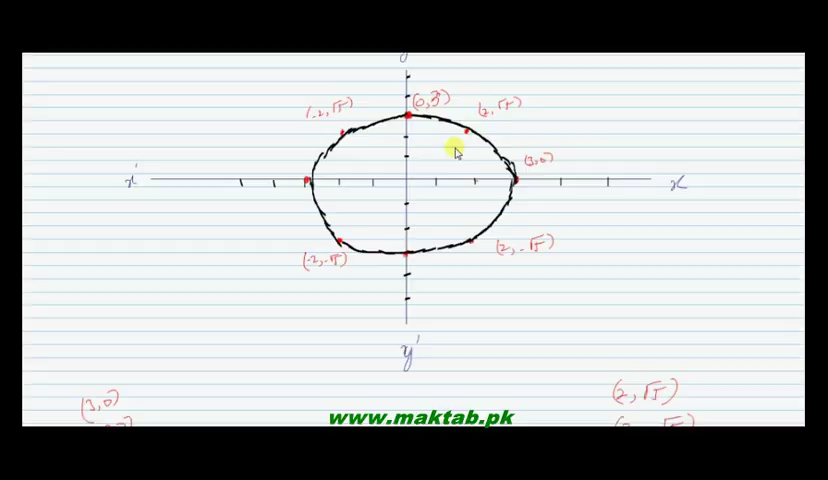 (0,3)
(-2,√5)
(2,√5)
(3,0)
x'
x
(-2,-√5)
(2,-√5)
y'
(3,0)
(2,√5)
www.maktab.pk